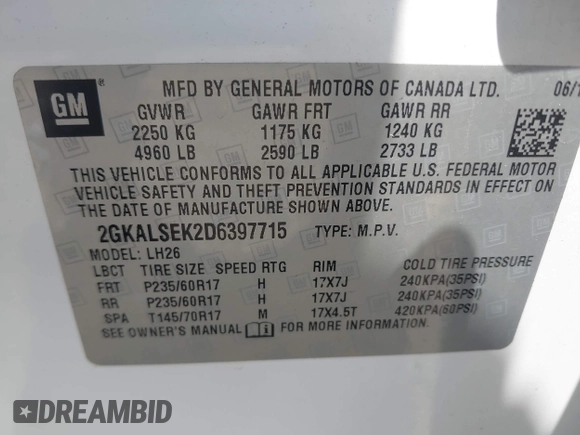 GM
MFD BY GENERAL MOTORS OF CANADA LTD. 06/1
GVWR GAWR FRT GAWR RR
2250 KG 1175 KG 1240 KG
4960 LB 2590 LB 2733 LB
THIS VEHICLE CONFORMS TO ALL APPLICABLE U.S. FEDERAL MOTOR
VEHICLE SAFETY AND THEFT PREVENTION STANDARDS IN EFFECT ON
THE DATE OF MANUFACTURE SHOWN ABOVE.
2GKALSEK2D6397715 TYPE: M.P.V.
MODEL: LH26
LBCT TIRE SIZE SPEED RTG RIM COLD TIRE PRESSURE
FRT P235/60R17 H 17X7J 240KPA(35PSI)
RR P235/60R17 H 17X7J 240KPA(35PSI)
SPA T145/70R17 M 17X4.5T 420KPA(60PSI)
SEE OWNER'S MANUAL FOR MORE INFORMATION.
DREAMBID